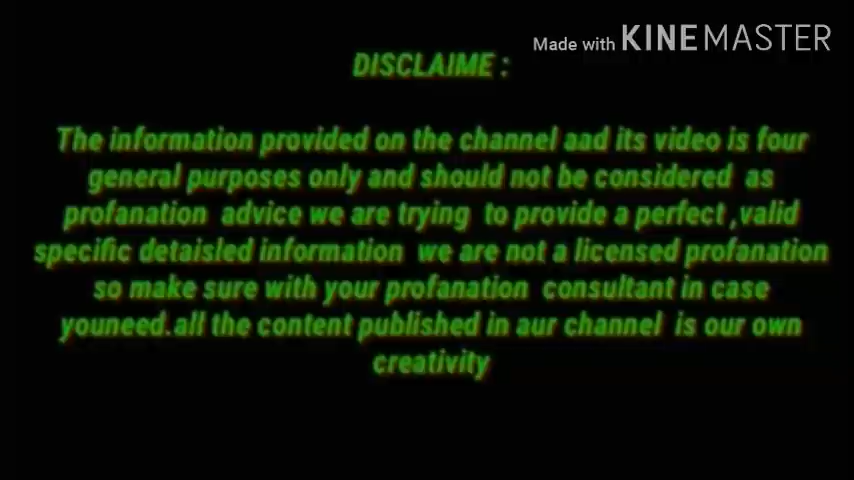 Made with KINEMASTER
DISCLAIME :
The information provided on the channel aad its video is four
general purposes only and should not be considered as
profanation advice we are trying to provide a perfect ,valid
specific detaisled information we are not a licensed profanation
so make sure with your profanation consultant in case
youneed.all the content published in aur channel is our own
creativity